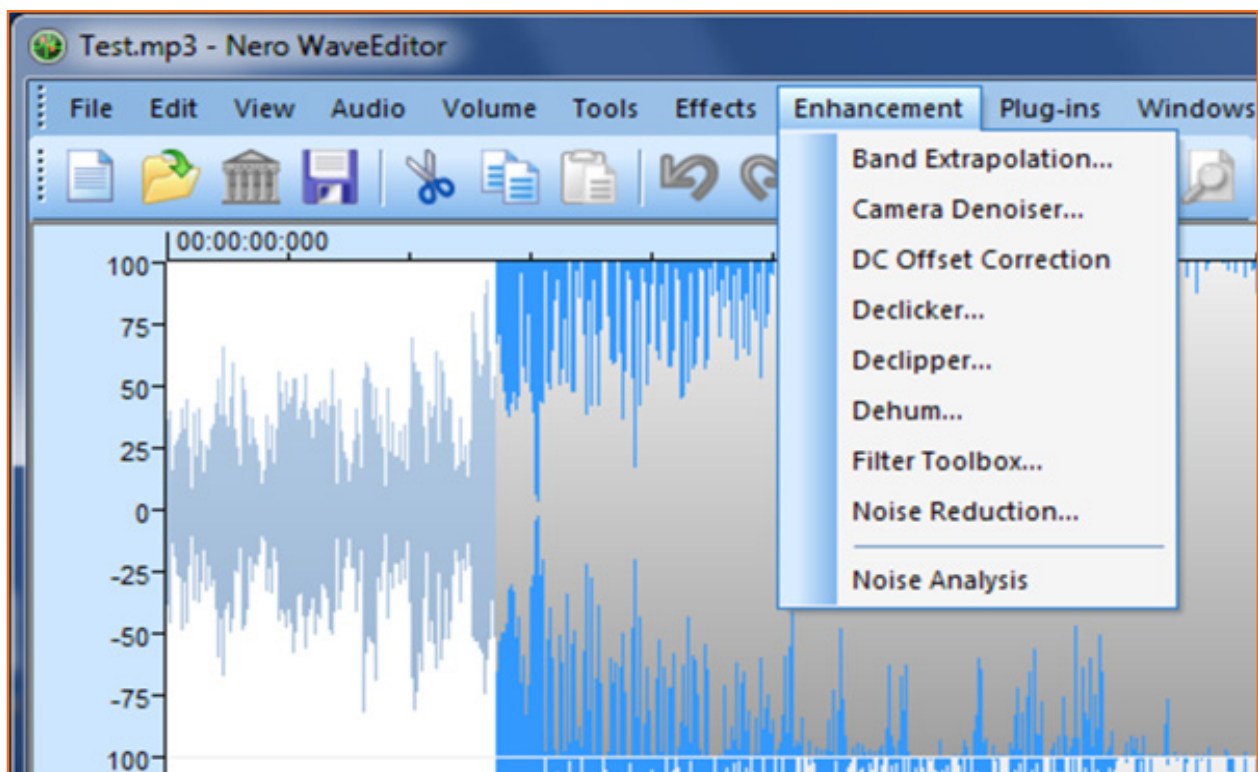 Test.mp3 - Nero WaveEditor
File Edit View Audio Volume Tools Effects Enhancement Plug-ins Windows
Band Extrapolation...
Camera Denoiser...
DC Offset Correction
Declicker...
Declipper...
Dehum...
Filter Toolbox...
Noise Reduction...
Noise Analysis
00:00:00:000
100
75
50
25
0
-25
-50
-75
100